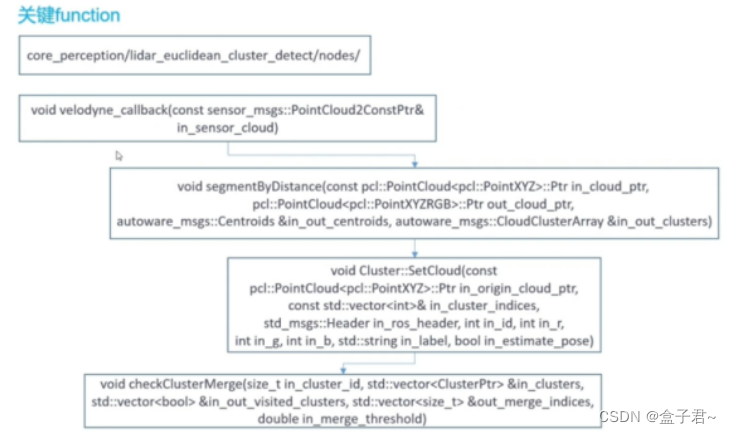 关键function
core_perception/lidar_euclidean_cluster_detect/nodes/
void velodyne_callback(const sensor_msgs::PointCloud2ConstPtr&
in_sensor_cloud)
void segmentByDistance(const pcl::PointCloud<pcl::PointXYZ>::Ptr in_cloud_ptr,
pcl::PointCloud<pcl::PointXYZRGB>::Ptr out_cloud_ptr,
autoware_msgs::Centroids &in_out_centroids, autoware_msgs::CloudClusterArray &in_out_clusters)
void Cluster::SetCloud(const
pcl::PointCloud<pcl::PointXYZ>::Ptr in_origin_cloud_ptr,
const std::vector<int>& in_cluster_indices,
std_msgs::Header in_ros_header, int in_id, int in_r,
int in_g, int in_b, std::string in_label, bool in_estimate_pose)
void checkClusterMerge(size_t in_cluster_id, std::vector<ClusterPtr> &in_clusters,
std::vector<bool> &in_out_visited_clusters, std::vector<size_t> &out_merge_indices,
double in_merge_threshold)
CSDN @盒子君~